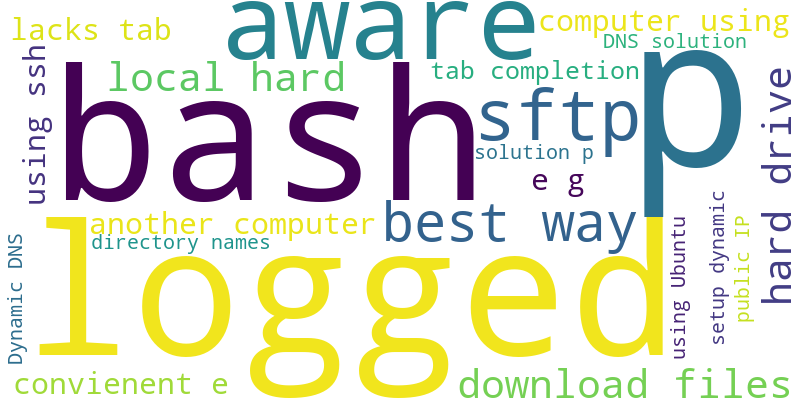 aware
lacks tab
computer using
DNS solution
local hard
tab completion
bash
p
using ssh
sftp
hard drive
solution p
e g
another computer
best way
directory names
setup dynamic
public IP
using Ubuntu
Dynamic DNS
logged
convienent e
download files